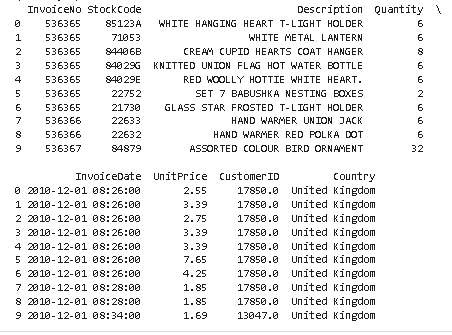 InvoiceNo StockCode Description Quantity \
0 536365 85123A WHITE HANGING HEART T-LIGHT HOLDER 6
1 536365 71053 WHITE METAL LANTERN 6
2 536365 84406B CREAM CUPID HEARTS COAT HANGER 8
3 536365 84029G KNITTED UNION FLAG HOT WATER BOTTLE 6
4 536365 84029E RED WOOLLY HOTTIE WHITE HEART. 6
5 536365 22752 SET 7 BABUSHKA NESTING BOXES 2
6 536365 21730 GLASS STAR FROSTED T-LIGHT HOLDER 6
7 536366 22633 HAND WARMER UNION JACK 6
8 536366 22632 HAND WARMER RED POLKA DOT 6
9 536367 84879 ASSORTED COLOUR BIRD ORNAMENT 32
InvoiceDate UnitPrice CustomerID Country
0 2010-12-01 08:26:00 2.55 17850.0 United Kingdom
1 2010-12-01 08:26:00 3.39 17850.0 United Kingdom
2 2010-12-01 08:26:00 2.75 17850.0 United Kingdom
3 2010-12-01 08:26:00 3.39 17850.0 United Kingdom
4 2010-12-01 08:26:00 3.39 17850.0 United Kingdom
5 2010-12-01 08:26:00 7.65 17850.0 United Kingdom
6 2010-12-01 08:26:00 4.25 17850.0 United Kingdom
7 2010-12-01 08:28:00 1.85 17850.0 United Kingdom
8 2010-12-01 08:28:00 1.85 17850.0 United Kingdom
9 2010-12-01 08:34:00 1.69 13047.0 United Kingdom